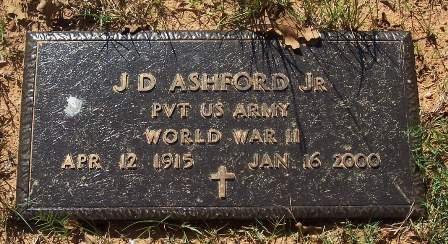 J D ASHFORD JR
PVT US ARMY
WORLD WAR II
APR 12 1915 JAN 16 2000